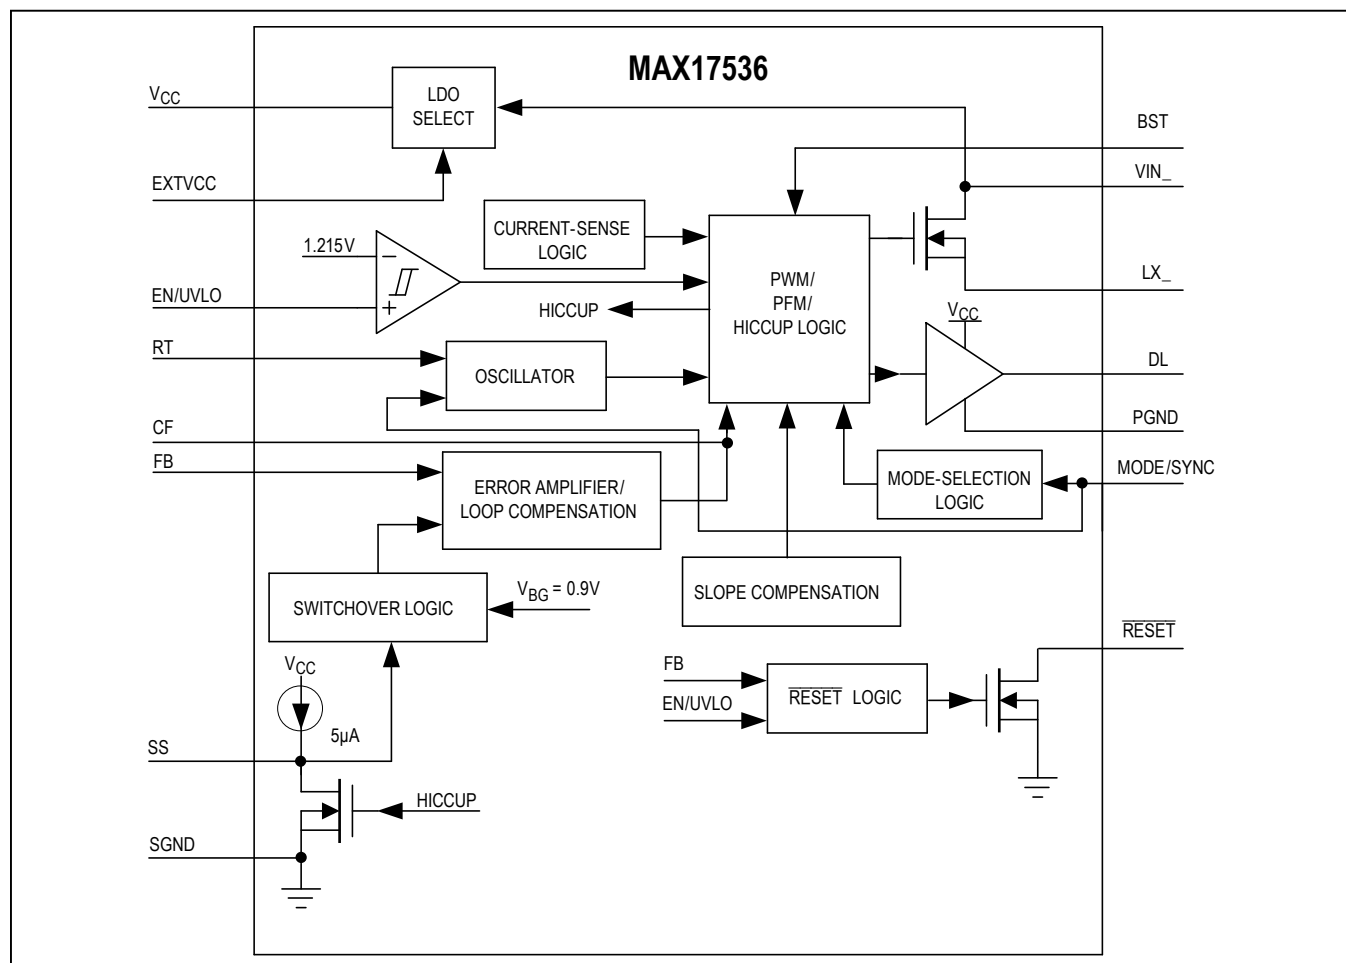 MAX17536
VCC
LDO
SELECT
BST
VIN_
EXTVCC
CURRENT-SENSE
LOGIC
1.215V
−
+
PWM/
PFM/
HICCUP LOGIC
LX_
EN/UVLO
HICCUP
VCC
RT
OSCILLATOR
DL
CF
PGND
FB
ERROR AMPLIFIER/
LOOP COMPENSATION
MODE-SELECTION
LOGIC
MODE/SYNC
SWITCHOVER LOGIC
VBG = 0.9V
SLOPE COMPENSATION
RESET
VCC
FB
EN/UVLO
RESET LOGIC
5µA
SS
HICCUP
SGND